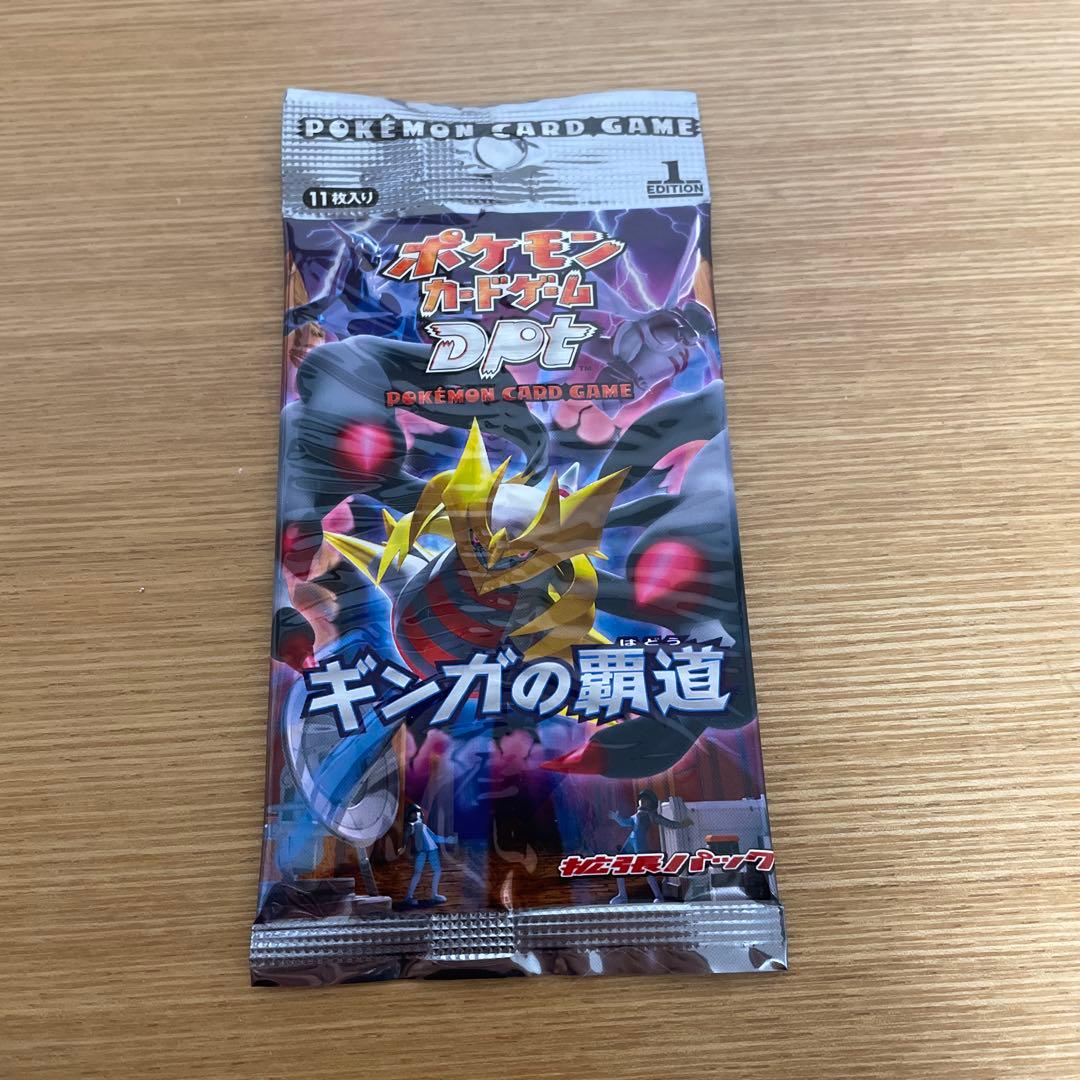 POKÉMON CARD GAME
1
EDITION
11枚入り
ポケモン
カードゲーム
DPt™
POKÉMON CARD GAME
はどう
ギンガの覇道
拡張パック